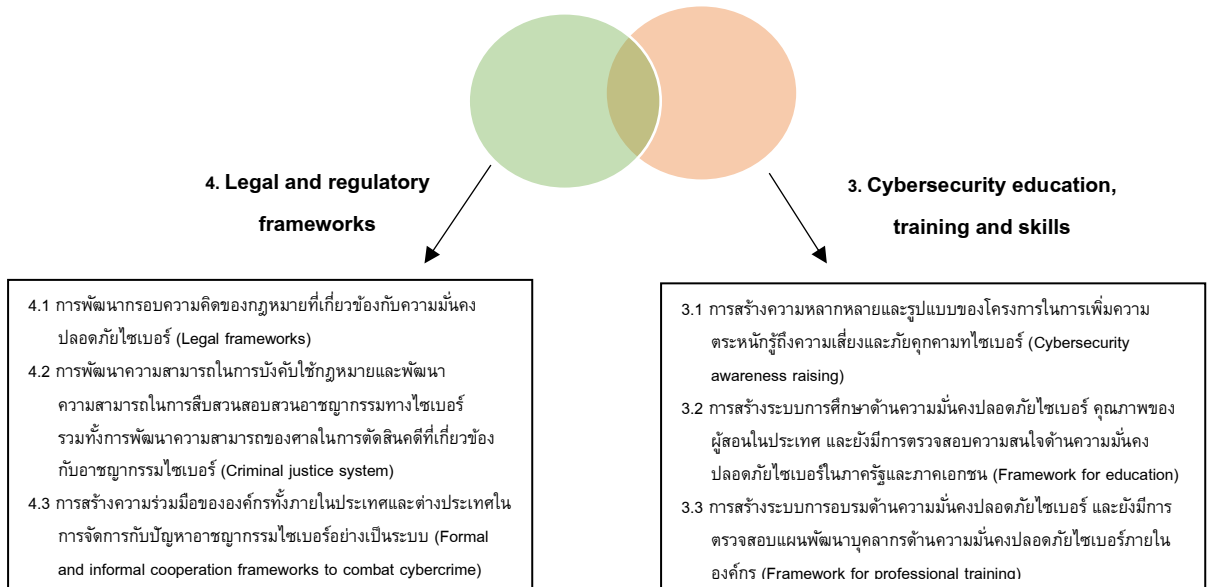 4. Legal and regulatory
frameworks
4.1 การพัฒนากรอบความคิดของกฎหมายที่เกี่ยวข้องกับความมั่นคง
ปลอดภัยไซเบอร์ (Legal frameworks)
4.2 การพัฒนาความสามารถในการบังคับใช้กฎหมายและพัฒนา
ความสามารถในการสืบสวนสอบสวนอาชญากรรมทางไซเบอร์
รวมทั้งการพัฒนาความสามารถของศาลในการตัดสินคดีที่เกี่ยวข้อง
กับอาชญากรรมไซเบอร์ (Criminal justice system)
4.3 การสร้างความร่วมมือขององค์กรทั้งภายในประเทศและต่างประเทศใน
การจัดการกับปัญหาอาชญากรรมไซเบอร์อย่างเป็นระบบ (Formal
and informal cooperation frameworks to combat cybercrime)
3. Cybersecurity education,
training and skills
3.1 การสร้างความหลากหลายและรูปแบบของโครงการในการเพิ่มความ
ตระหนักรู้ถึงความเสี่ยงและภัยคุกคามทไซเบอร์ (Cybersecurity
awareness raising)
3.2 การสร้างระบบการศึกษาด้านความมั่นคงปลอดภัยไซเบอร์ คุณภาพของ
ผู้สอนในประเทศ และยังมีการตรวจสอบความสนใจด้านความมั่นคง
ปลอดภัยไซเบอร์ในภาครัฐและภาคเอกชน (Framework for education)
3.3 การสร้างระบบการอบรมด้านความมั่นคงปลอดภัยไซเบอร์ และยังมีการ
ตรวจสอบแผนพัฒนาบุคลากรด้านความมั่นคงปลอดภัยไซเบอร์ภายใน
องค์กร (Framework for professional training)